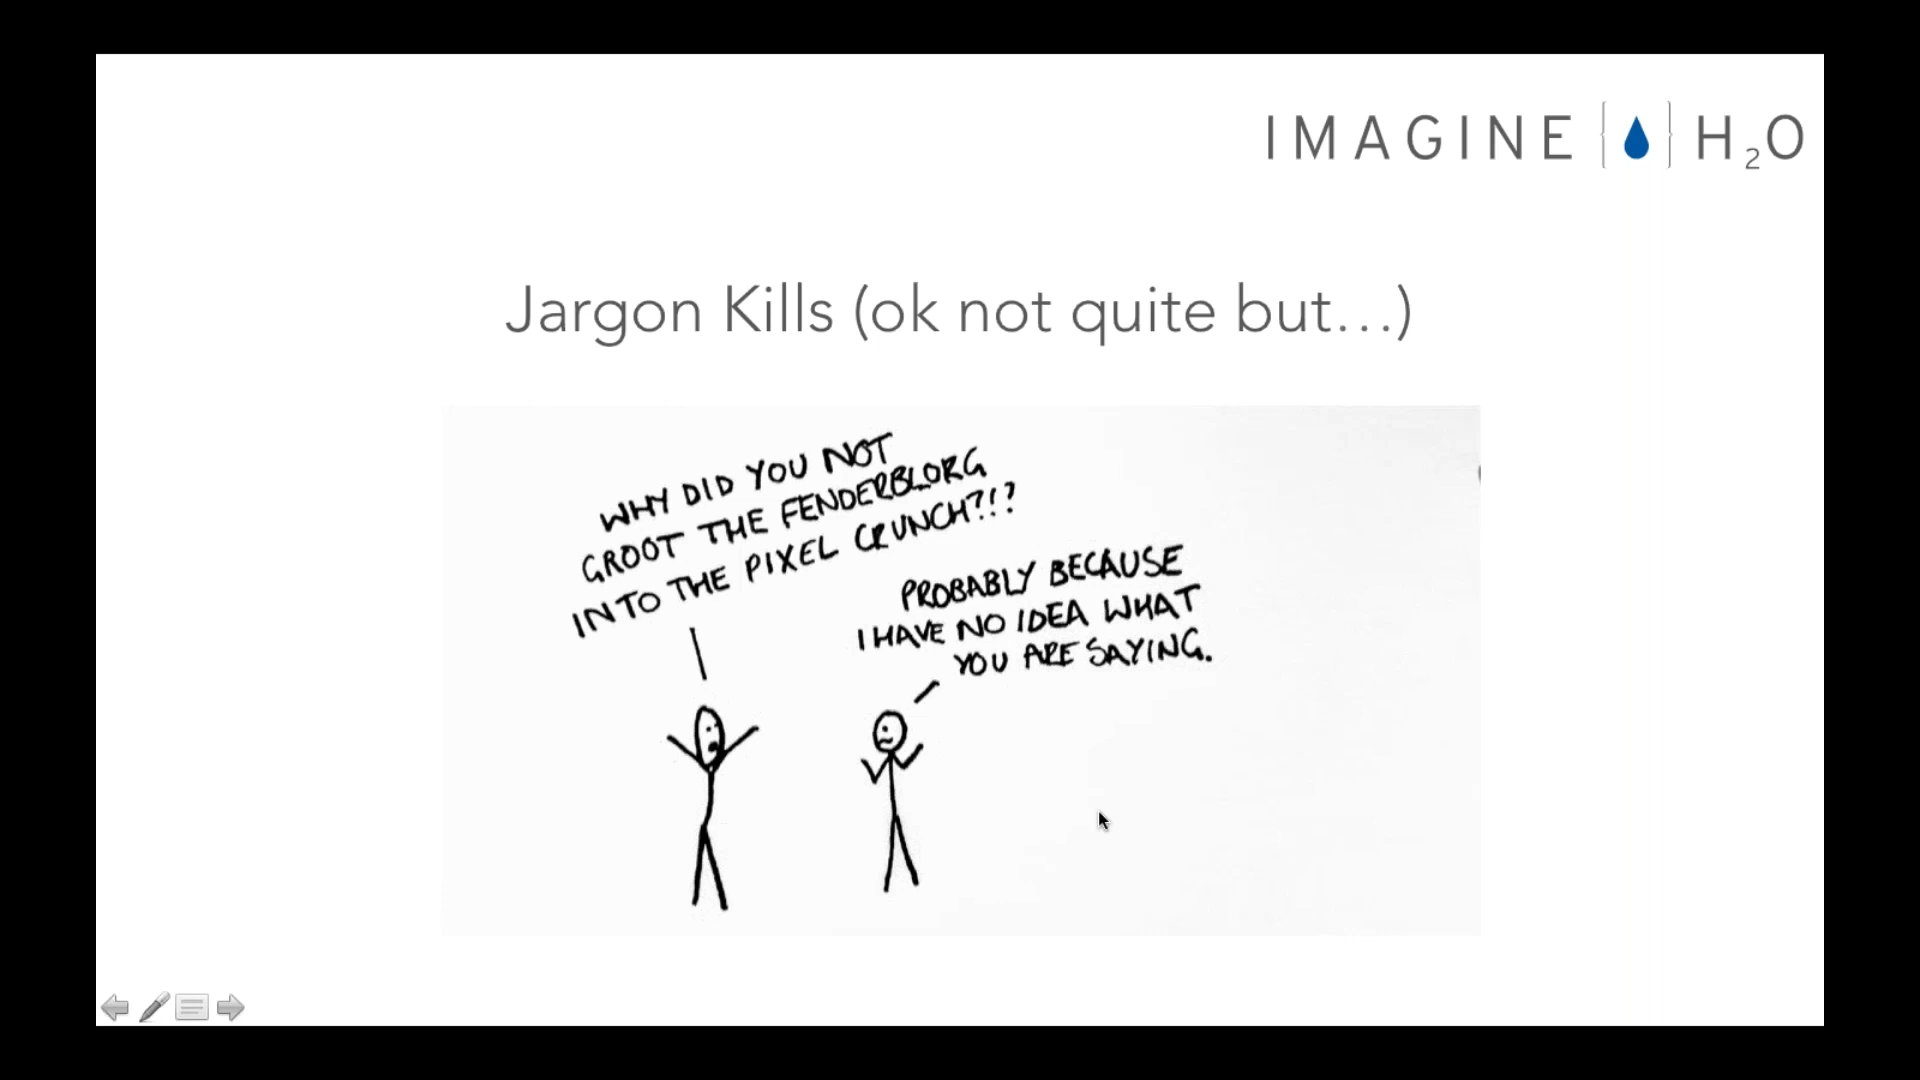 IMAGINE H2O
Jargon Kills (ok not quite but...)
WHY DID YOU NOT
GROOT THE FENDERBLORG
INTO THE PIXEL CRUNCH?!?
PROBABLY BECAUSE
I HAVE NO IDEA WHAT
YOU ARE SAYING.